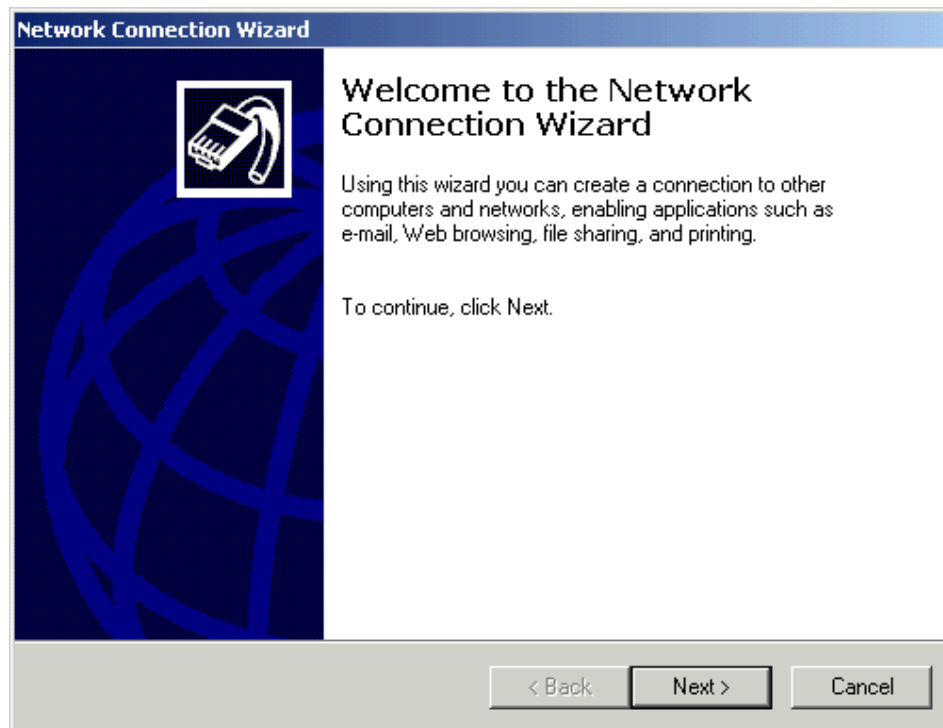 Network Connection Wizard
Welcome to the Network
Connection Wizard
Using this wizard you can create a connection to other
computers and networks, enabling applications such as
e-mail, Web browsing, file sharing, and printing.
To continue, click Next.
< Back
Next >
Cancel